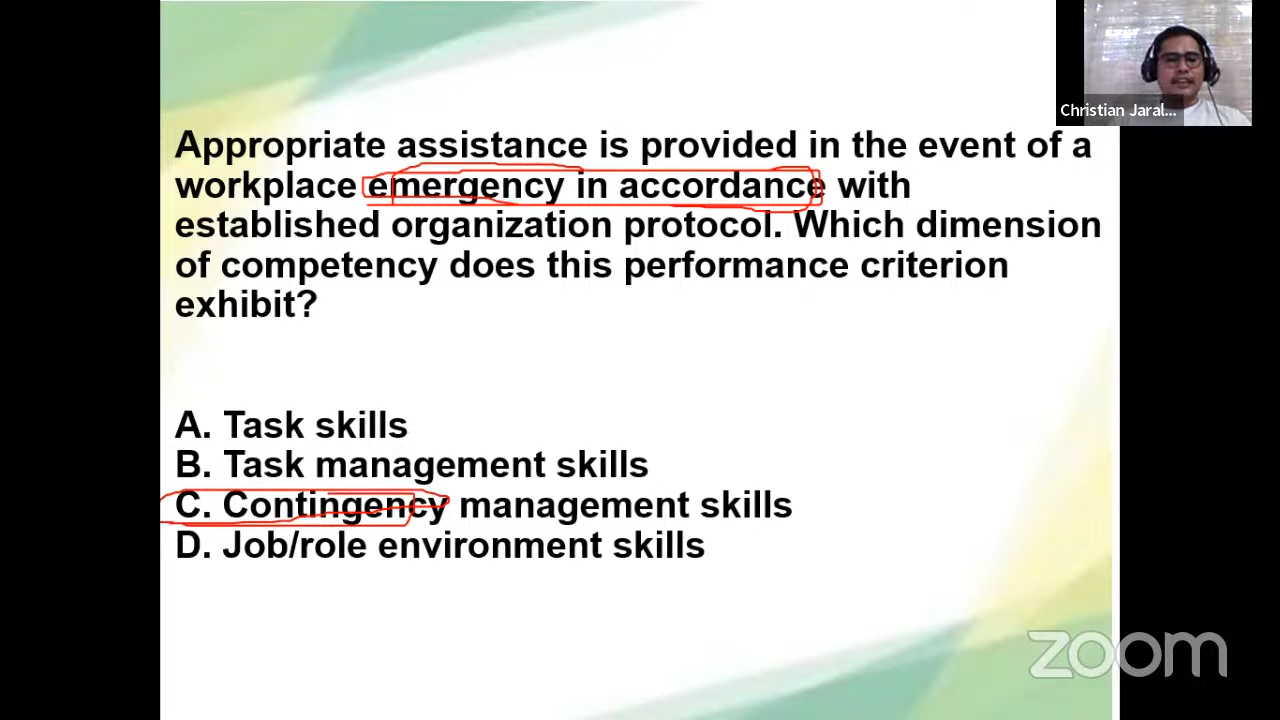 Christian Jaral...
Appropriate assistance is provided in the event of a
workplace emergency in accordance with
established organization protocol. Which dimension
of competency does this performance criterion
exhibit?
A. Task skills
B. Task management skills
C. Contingency management skills
D. Job/role environment skills
zoom